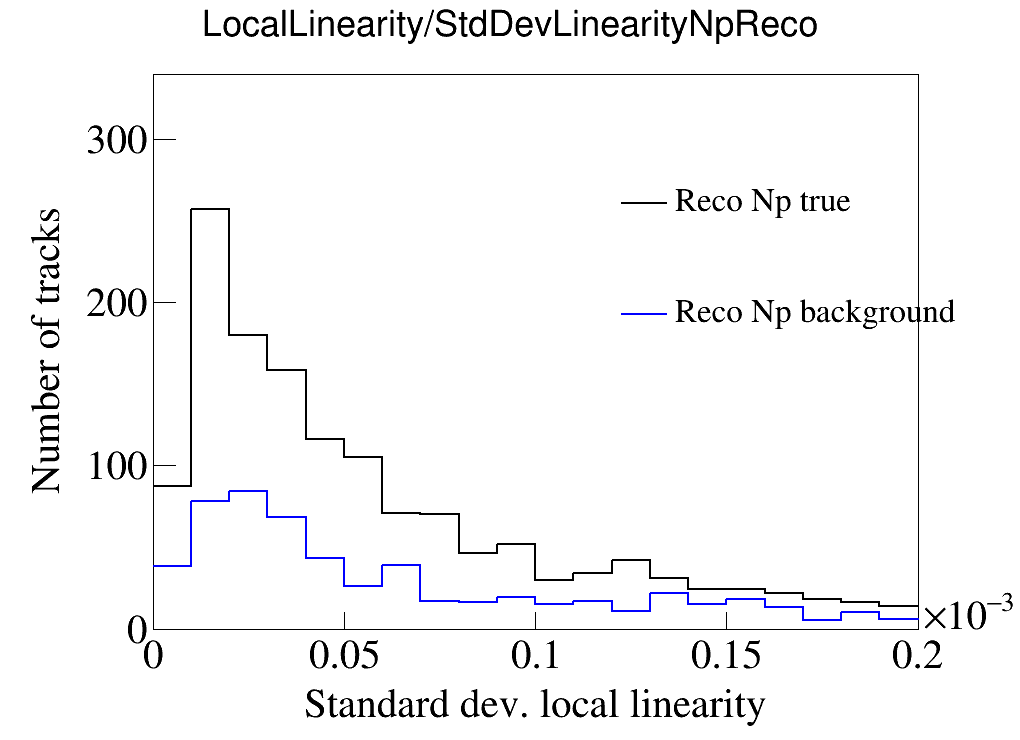 LocalLinearity/StdDevLinearityNpReco
300
200
100
0
Number of tracks
Reco Np true
Reco Np background
0 0.05 0.1 0.15 0.2
×10⁻³
Standard dev. local linearity